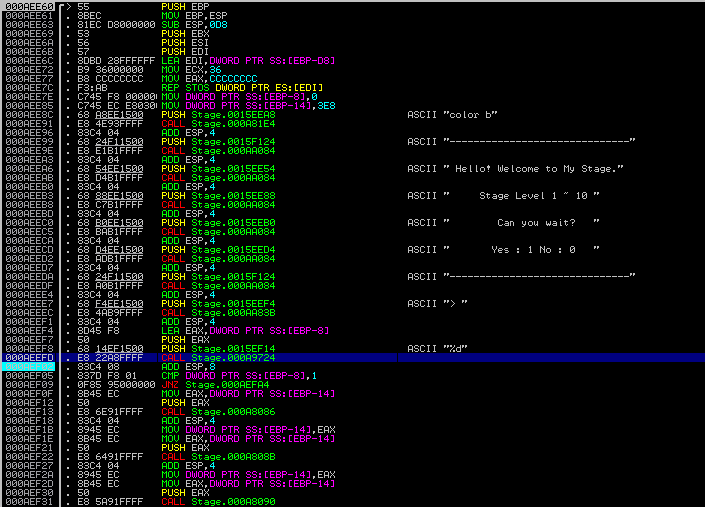 000AEE60 > 55 PUSH EBP
000AEE61 . 8BEC MOV EBP,ESP
000AEE63 . 81EC D8000000 SUB ESP,0D8
000AEE69 . 53 PUSH EBX
000AEE6A . 56 PUSH ESI
000AEE6B . 57 PUSH EDI
000AEE6C . 8DBD 28FFFFFF LEA EDI,DWORD PTR SS:[EBP-D8]
000AEE72 . B9 36000000 MOV ECX,36
000AEE77 . B8 CCCCCCCC MOV EAX,CCCCCCCC
000AEE7C . F3:AB REP STOS DWORD PTR ES:[EDI]
000AEE7E . C745 F8 00000 MOV DWORD PTR SS:[EBP-8],0
000AEE85 . C745 EC E8030 MOV DWORD PTR SS:[EBP-14],3E8
000AEE8C . 68 A8EE1500 PUSH Stage.0015EEA8 ASCII "color b"
000AEE91 . E8 4E93FFFF CALL Stage.000A81E4
000AEE96 . 83C4 04 ADD ESP,4
000AEE99 . 68 24F11500 PUSH Stage.0015F124 ASCII "-------------------------------"
000AEE9E . E8 E1B1FFFF CALL Stage.000AA084
000AEEA3 . 83C4 04 ADD ESP,4
000AEEA6 . 68 54EE1500 PUSH Stage.0015EE54 ASCII " Hello! Welcome to My Stage."
000AEEAB . E8 D4B1FFFF CALL Stage.000AA084
000AEEB0 . 83C4 04 ADD ESP,4
000AEEB3 . 68 88EE1500 PUSH Stage.0015EE88 ASCII " Stage Level 1 ~ 10 "
000AEEB8 . E8 C7B1FFFF CALL Stage.000AA084
000AEEBD . 83C4 04 ADD ESP,4
000AEEC0 . 68 B0EE1500 PUSH Stage.0015EEB0 ASCII " Can you wait? "
000AEEC5 . E8 BAB1FFFF CALL Stage.000AA084
000AEECA . 83C4 04 ADD ESP,4
000AEECD . 68 D4EE1500 PUSH Stage.0015EED4 ASCII " Yes : 1 No : 0 "
000AEED2 . E8 ADB1FFFF CALL Stage.000AA084
000AEED7 . 83C4 04 ADD ESP,4
000AEEDA . 68 24F11500 PUSH Stage.0015F124 ASCII "-------------------------------"
000AEEDF . E8 A0B1FFFF CALL Stage.000AA084
000AEEE4 . 83C4 04 ADD ESP,4
000AEEE7 . 68 F4EE1500 PUSH Stage.0015EEF4 ASCII "> "
000AEEEC . E8 4AB9FFFF CALL Stage.000AA83B
000AEEF1 . 83C4 04 ADD ESP,4
000AEEF4 . 8D45 F8 LEA EAX,DWORD PTR SS:[EBP-8]
000AEEF7 . 50 PUSH EAX
000AEEF8 . 68 14EF1500 PUSH Stage.0015EF14 ASCII "%d"
000AEEFD . E8 22A8FFFF CALL Stage.000A9724
. 83C4 08 ADD ESP,8
000AEF05 . 837D F8 01 CMP DWORD PTR SS:[EBP-8],1
000AEF09 . 0F85 95000000 JNZ Stage.000AEFA4
000AEF0F . 8B45 EC MOV EAX,DWORD PTR SS:[EBP-14]
000AEF12 . 50 PUSH EAX
000AEF13 . E8 6E91FFFF CALL Stage.000A8086
000AEF18 . 83C4 04 ADD ESP,4
000AEF1B . 8945 EC MOV DWORD PTR SS:[EBP-14],EAX
000AEF1E . 8B45 EC MOV EAX,DWORD PTR SS:[EBP-14]
000AEF21 . 50 PUSH EAX
000AEF22 . E8 6491FFFF CALL Stage.000A808B
000AEF27 . 83C4 04 ADD ESP,4
000AEF2A . 8945 EC MOV DWORD PTR SS:[EBP-14],EAX
000AEF2D . 8B45 EC MOV EAX,DWORD PTR SS:[EBP-14]
000AEF30 . 50 PUSH EAX
000AEF31 . E8 5A91FFFF CALL Stage.000A8090